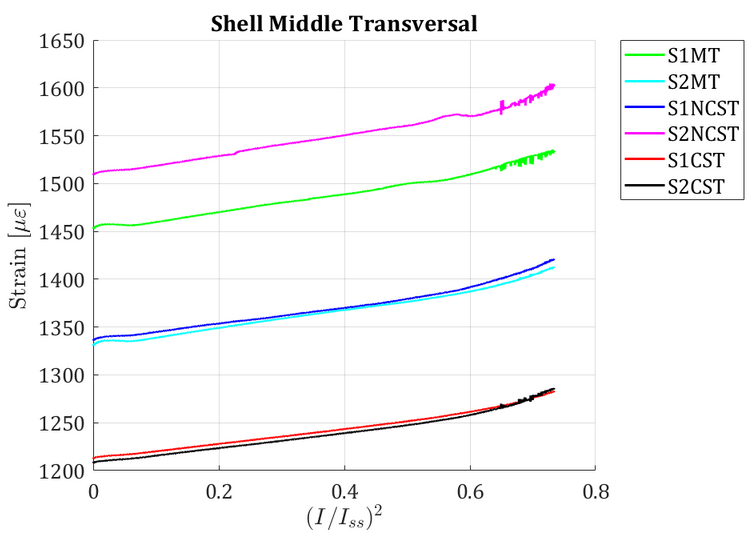 Shell Middle Transversal
1650
1600
1550
1500
1450
1400
1350
1300
1250
1200
Strain [με]
0
0.2
0.4
0.6
0.8
(I/Iss)²
S1MT
S2MT
S1NCST
S2NCST
S1CST
S2CST